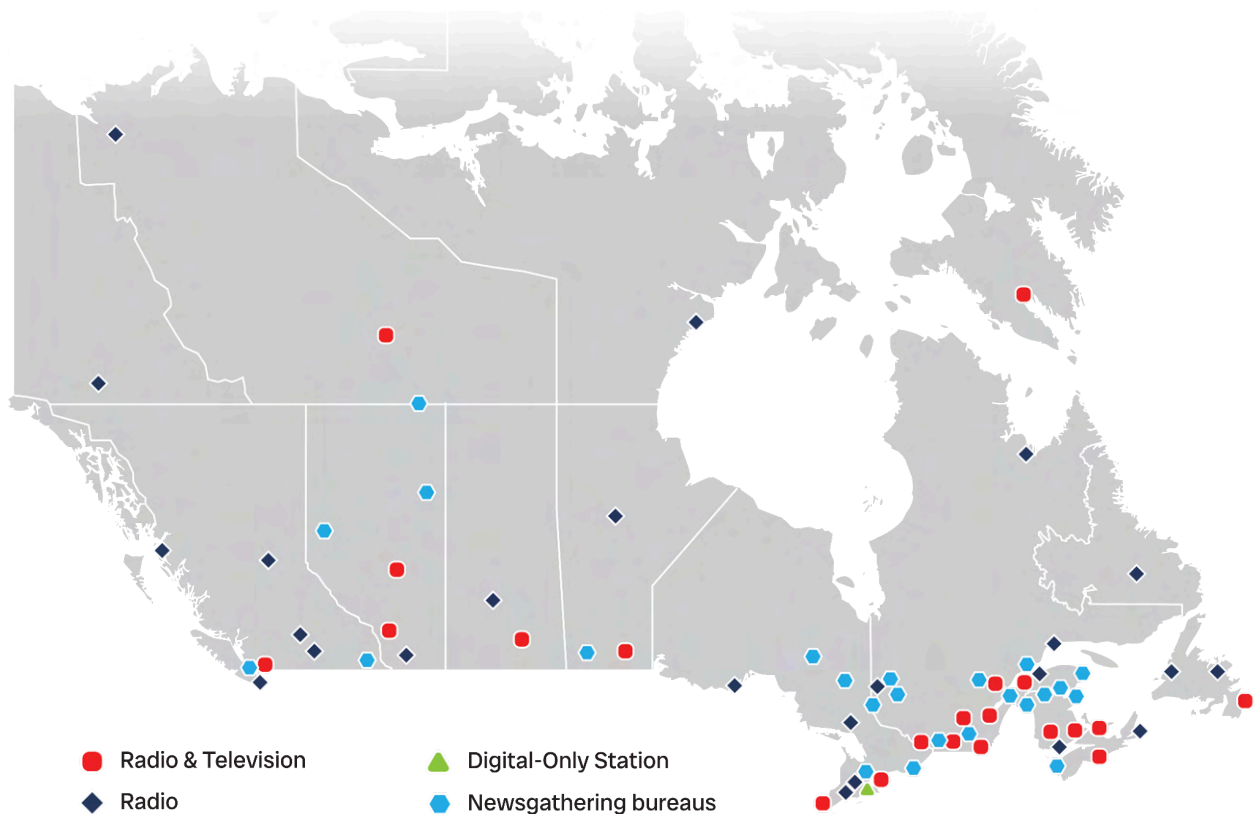 Radio & Television
Radio
Digital-Only Station
Newsgathering bureaus